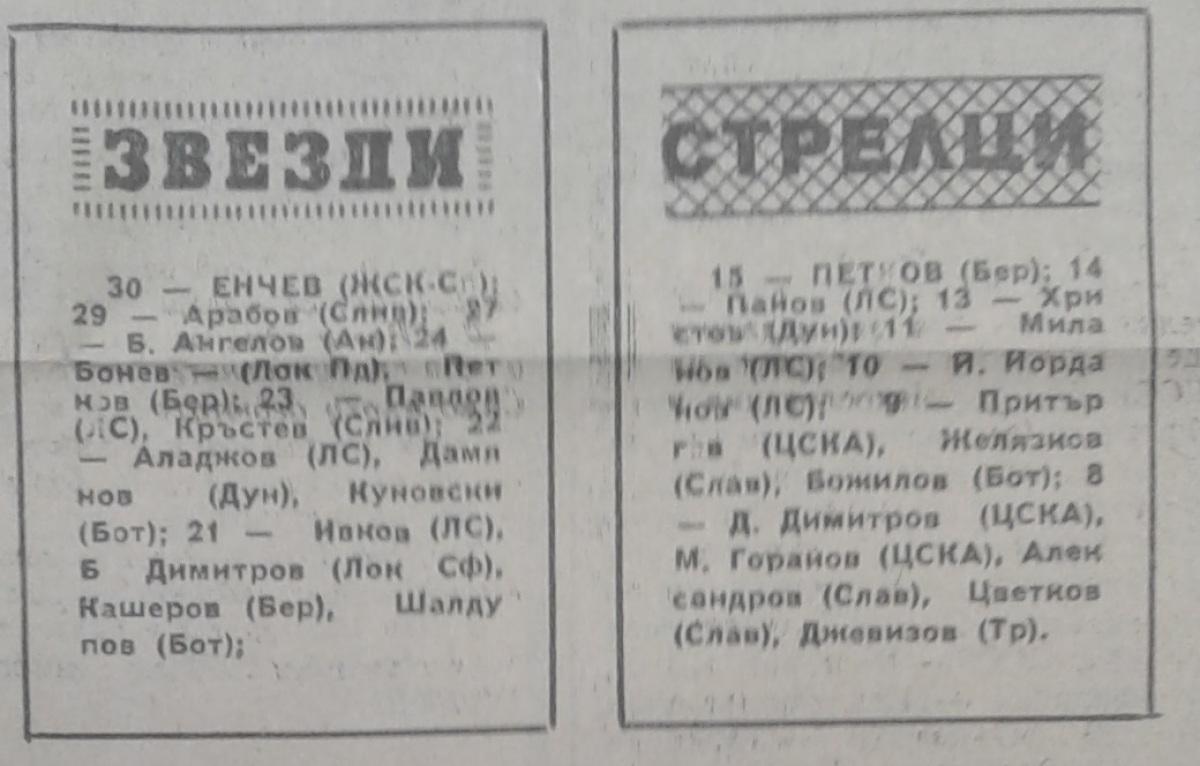 ЗВЕЗДИ
30 — ЕНЧЕВ
29 — Арабов (Слив); 27
— Б. Ангелов (Ан); 24 —
Бонев — (Лок Пд), Пет
ков (Бер); 23 — Павлов
(ЛС), Кръстев (Слив); 22
— Аладжов (ЛС), Дамя
нов (Дун), Куновски
(Бот); 21 — Ивков (ЛС),
Б Димитров (Лок Сф),
Кашеров (Бер), Шалду
пов (Бот);
СТРЕЛЦИ
15 — ПЕТКОВ (Бер); 14
— Панов (ЛС); 13 — Хри
стов (Дун); 11 — Мила
нов (ЛС); 10 — Й. Йорда
нов (ЛС); 9 — Притър
гов (ЦСКА), Желязков
(Слав), Божилов (Бот); 8
— Д. Димитров (ЦСКА),
М. Горанов (ЦСКА), Алек
сандров (Слав), Цветков
(Слав), Джевизов (Тр).